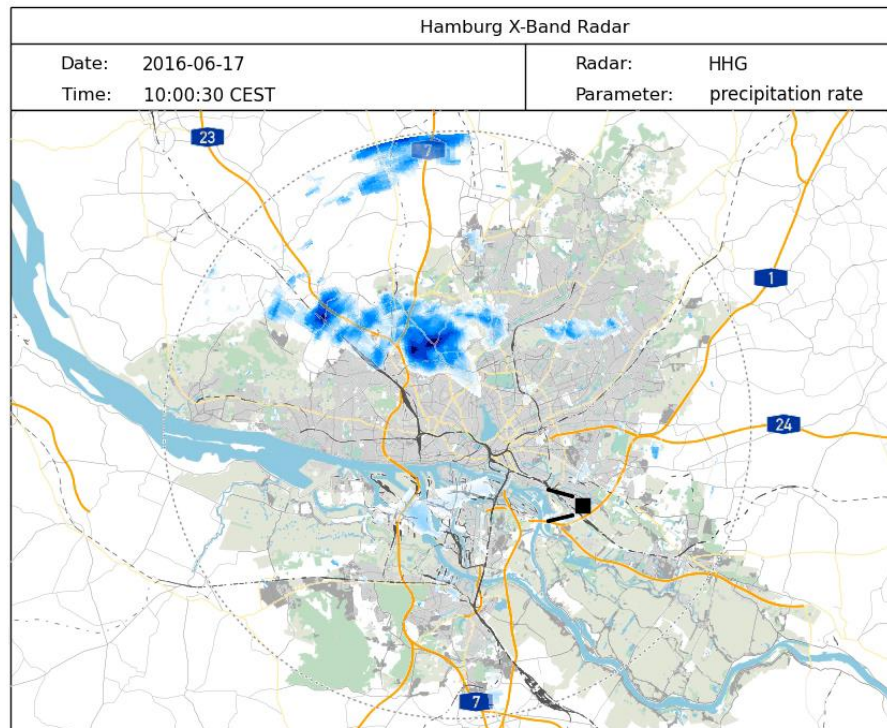 Hamburg X-Band Radar
Date: 2016-06-17
Radar: HHG
Time: 10:00:30 CEST
Parameter: precipitation rate
23
7
1
24
7